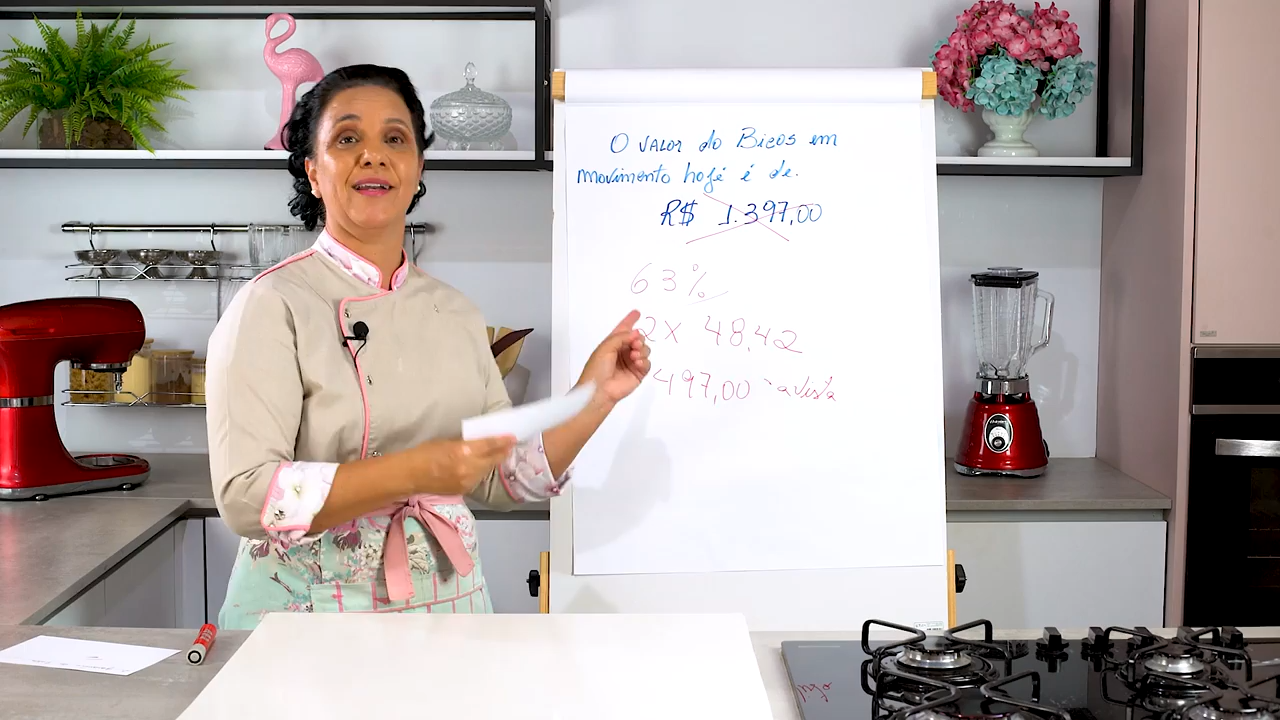 O VALOR do Bicos em
movimento hoje é de.
R$ 1.397,00
63%
2x 48,42
497,00 a vista